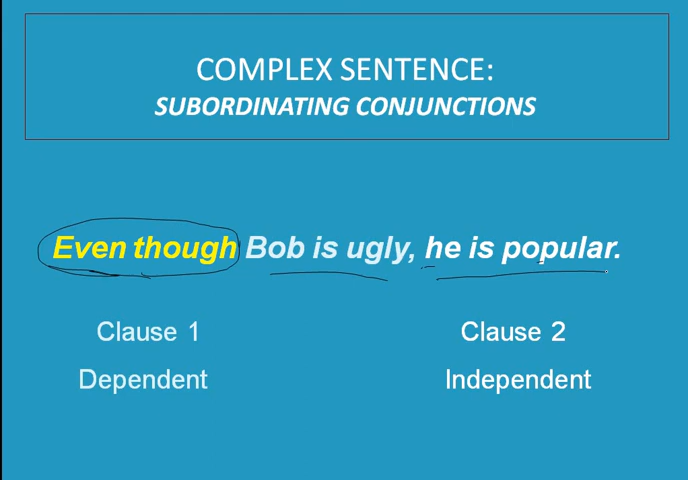 COMPLEX SENTENCE:
SUBORDINATING CONJUNCTIONS
Even though Bob is ugly, he is popular.
Clause 1 Clause 2
Dependent Independent